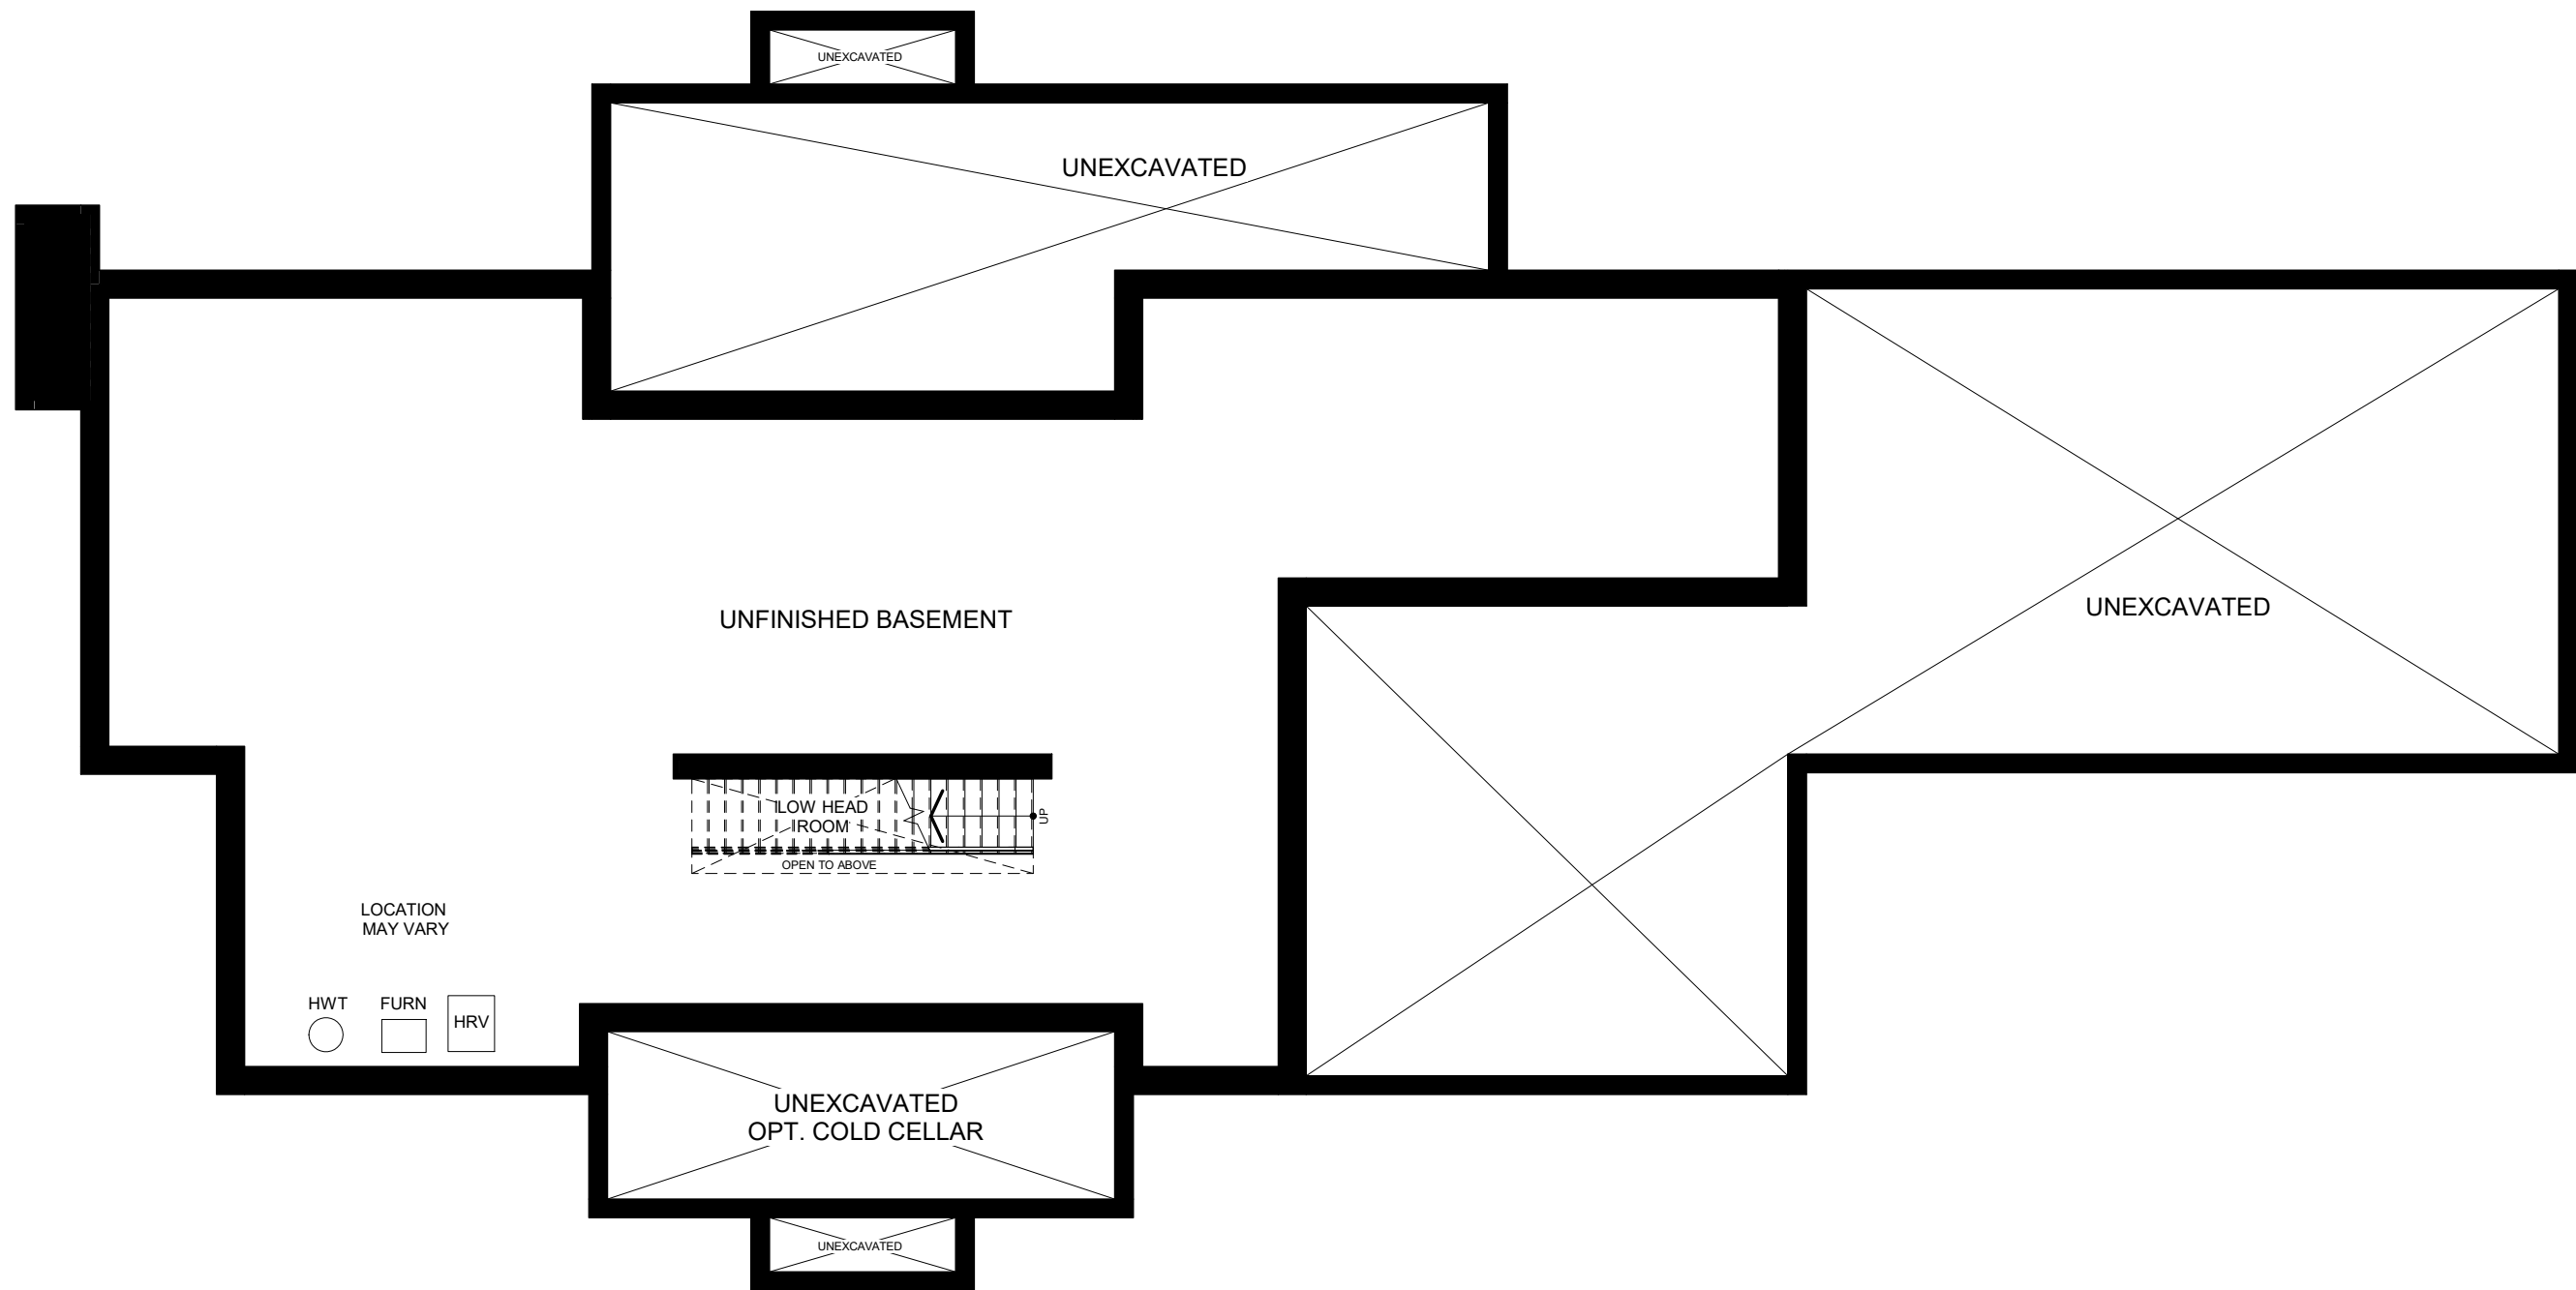 UNEXCAVATED
UNEXCAVATED
UNEXCAVATED
UNFINISHED BASEMENT
LOW HEAD
ROOM
UP
OPEN TO ABOVE
LOCATION
MAY VARY
HWT
FURN
HRV
UNEXCAVATED
OPT. COLD CELLAR
UNEXCAVATED